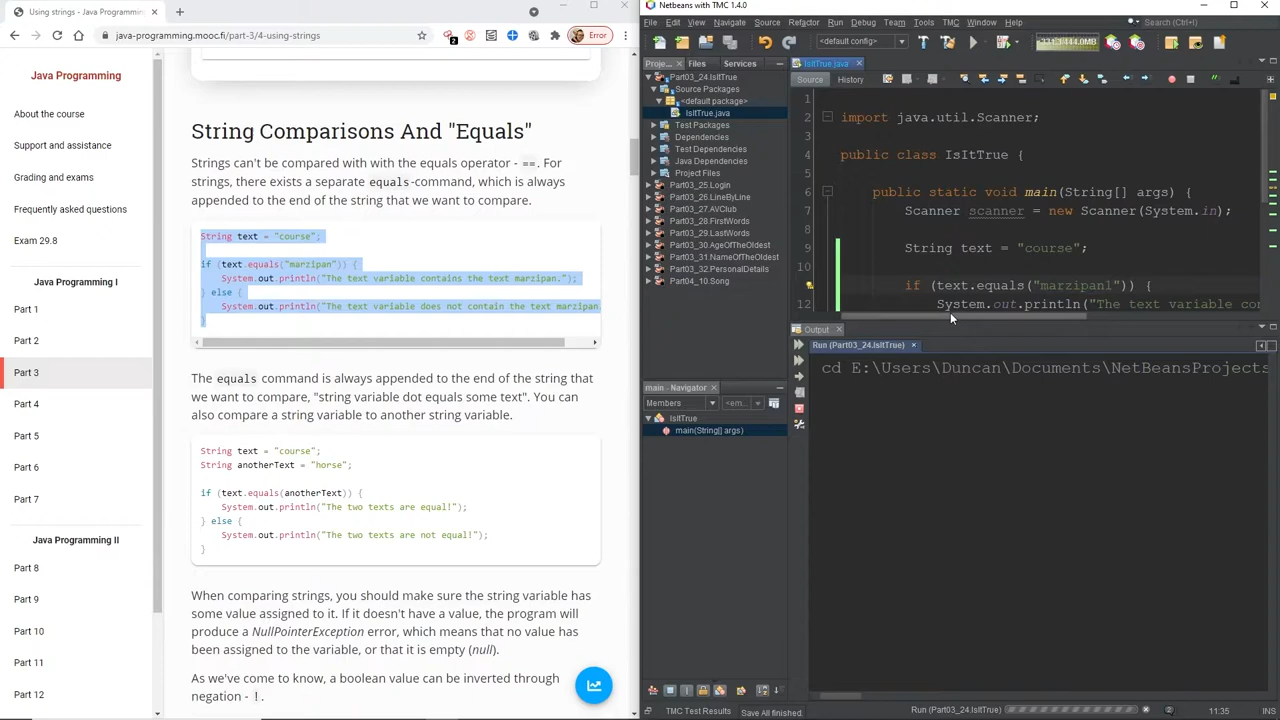 Using strings - Java Programming
java-programming.mooc.fi/part-3/4-using-strings
2
Error
Java Programming
About the course
Support and assistance
Grading and exams
Frequently asked questions
Exam 29.8
Java Programming I
Part 1
Part 2
Part 3
Part 4
Part 5
Part 6
Part 7
Java Programming II
Part 8
Part 9
Part 10
Part 11
Part 12
String Comparisons And "Equals"
Strings can't be compared with with the equals operator - ==. For
strings, there exists a separate equals-command, which is always
appended to the end of the string that we want to compare.
String text = "course";
if (text.equals("marzipan")) {
System.out.println("The text variable contains the text marzipan.");
} else {
System.out.println("The text variable does not contain the text marzipan
}
The equals command is always appended to the end of the string that
we want to compare, "string variable dot equals some text". You can
also compare a string variable to another string variable.
String text = "course";
String anotherText = "horse";
if (text.equals(anotherText)) {
System.out.println("The two texts are equal!");
} else {
System.out.println("The two texts are not equal!");
}
When comparing strings, you should make sure the string variable has
some value assigned to it. If it doesn't have a value, the program will
produce a NullPointerException error, which means that no value has
been assigned to the variable, or that it is empty (null).
As we've come to know, a boolean value can be inverted through
negation - !.
Netbeans with TMC 1.4.0
File Edit View Navigate Source Refactor Run Debug Team Tools TMC Window Help
Search (Ctrl+I)
<default config>
Proje... Files Services
Part03_24.IsItTrue
Source Packages
<default package>
IsItTrue.java
Test Packages
Dependencies
Test Dependencies
Java Dependencies
Project Files
Part03_25.Login
Part03_26.LineByLine
Part03_27.AVClub
Part03_28.FirstWords
Part03_29.LastWords
Part03_30.AgeOfTheOldest
Part03_31.NameOfTheOldest
Part03_32.PersonalDetails
Part04_10.Song
main - Navigator
Members
<em...
IsItTrue
main(String[] args)
IsItTrue.java
Source History
1
2 import java.util.Scanner;
3
4 public class IsItTrue {
5
6 public static void main(String[] args) {
7 Scanner scanner = new Scanner(System.in);
8
9 String text = "course";
10
if (text.equals("marzipan1")) {
12 System.out.println("The text variable con
Output
Run (Part03_24.IsItTrue)
cd E:\Users\Duncan\Documents\NetBeansProjects
TMC Test Results Save All finished.
Run (Part03_24.IsItTrue)
11:35 INS